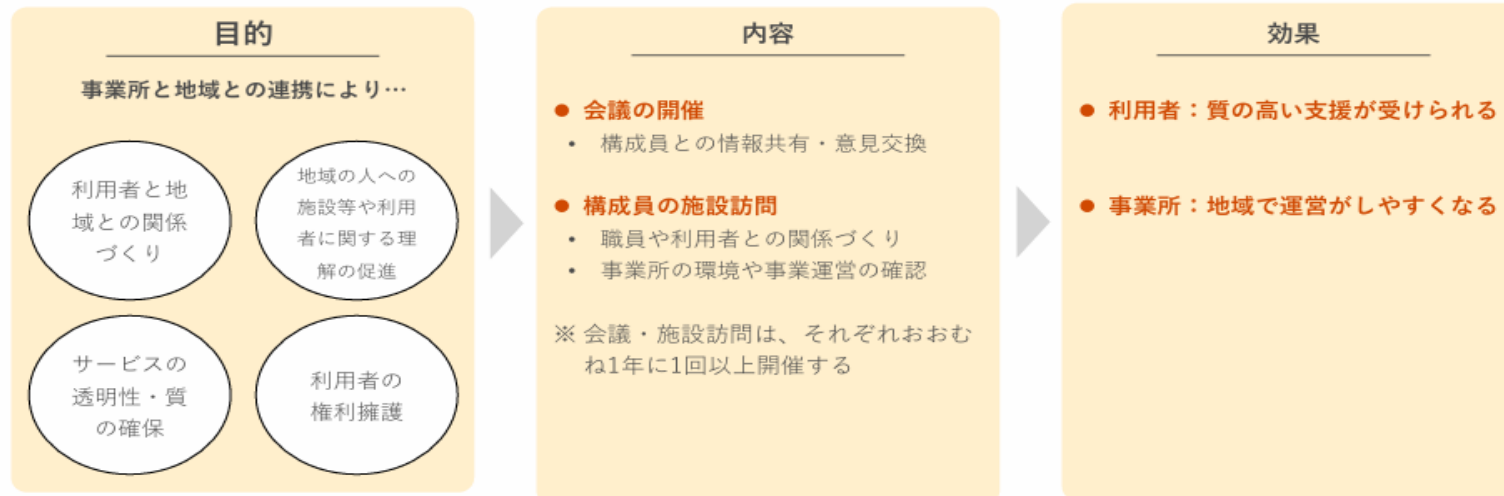 目的
事業所と地域との連携により…
利用者と地
域との関係
づくり
地域の人への
施設等や利用
者に関する理
解の促進
サービスの
透明性・質
の確保
利用者の
権利擁護
内容
● 会議の開催
• 構成員との情報共有・意見交換
● 構成員の施設訪問
• 職員や利用者との関係づくり
• 事業所の環境や事業運営の確認
※ 会議・施設訪問は、それぞれおおむ
ね1年に1回以上開催する
効果
● 利用者：質の高い支援が受けられる
● 事業所：地域で運営がしやすくなる